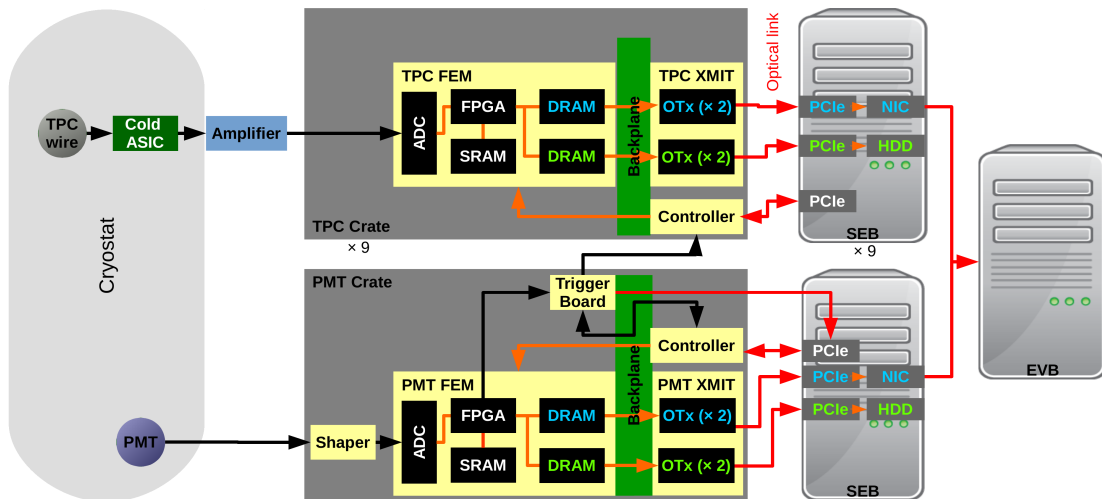 TPC
wire
Cold
ASIC
Amplifier
Cryostat
PMT
Shaper
TPC FEM
ADC
FPGA
SRAM
DRAM
DRAM
Backplane
TPC XMIT
OTx (× 2)
OTx (× 2)
Controller
TPC Crate
× 9
Optical link
PCIe
NIC
PCIe
HDD
PCIe
SEB
× 9
PMT Crate
Trigger
Board
Controller
Backplane
PMT FEM
ADC
FPGA
SRAM
DRAM
DRAM
PMT XMIT
OTx (× 2)
OTx (× 2)
PCIe
PCIe
NIC
PCIe
HDD
SEB
EVB